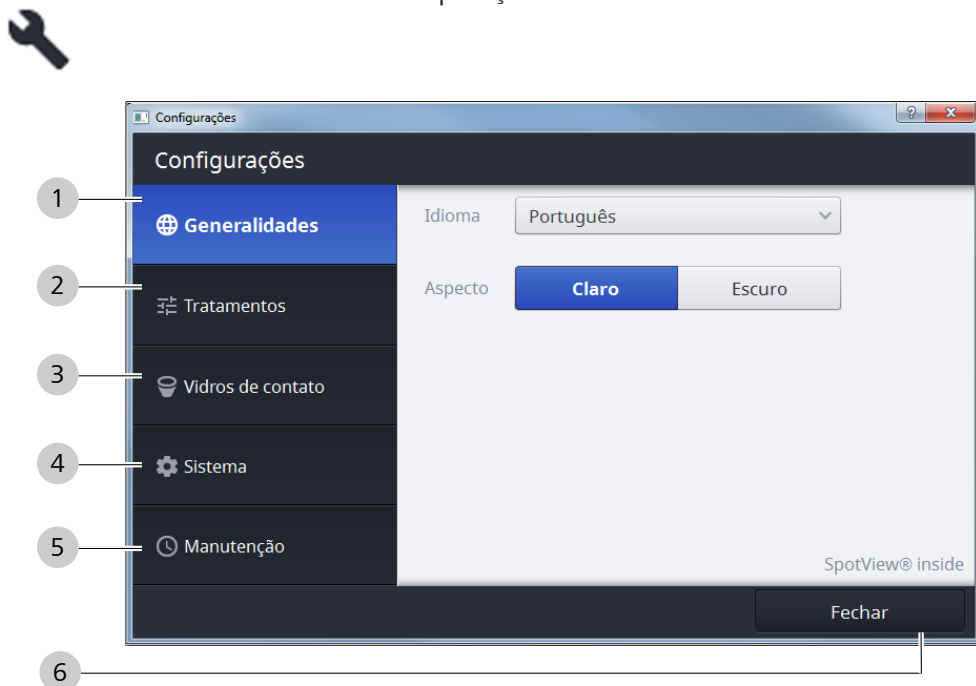 Configurações
Configurações
1
Generalidades
Idioma
Português
2
Aspecto
Claro
Escuro
Tratamentos
3
Vidros de contato
4
Sistema
5
Manutenção
SpotView® inside
Fechar
6